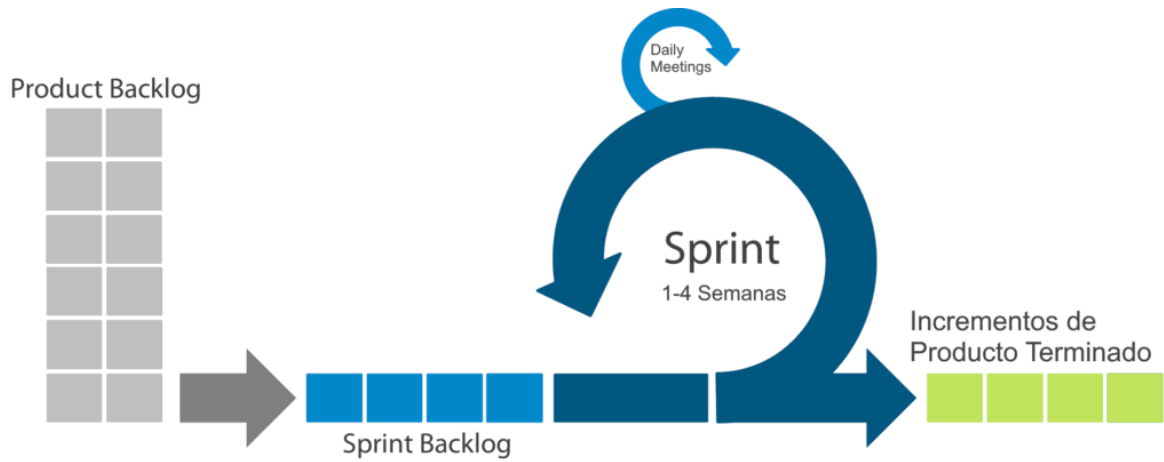 Product Backlog
Daily
Meetings
Sprint
1-4 Semanas
Incrementos de
Producto Terminado
Sprint Backlog